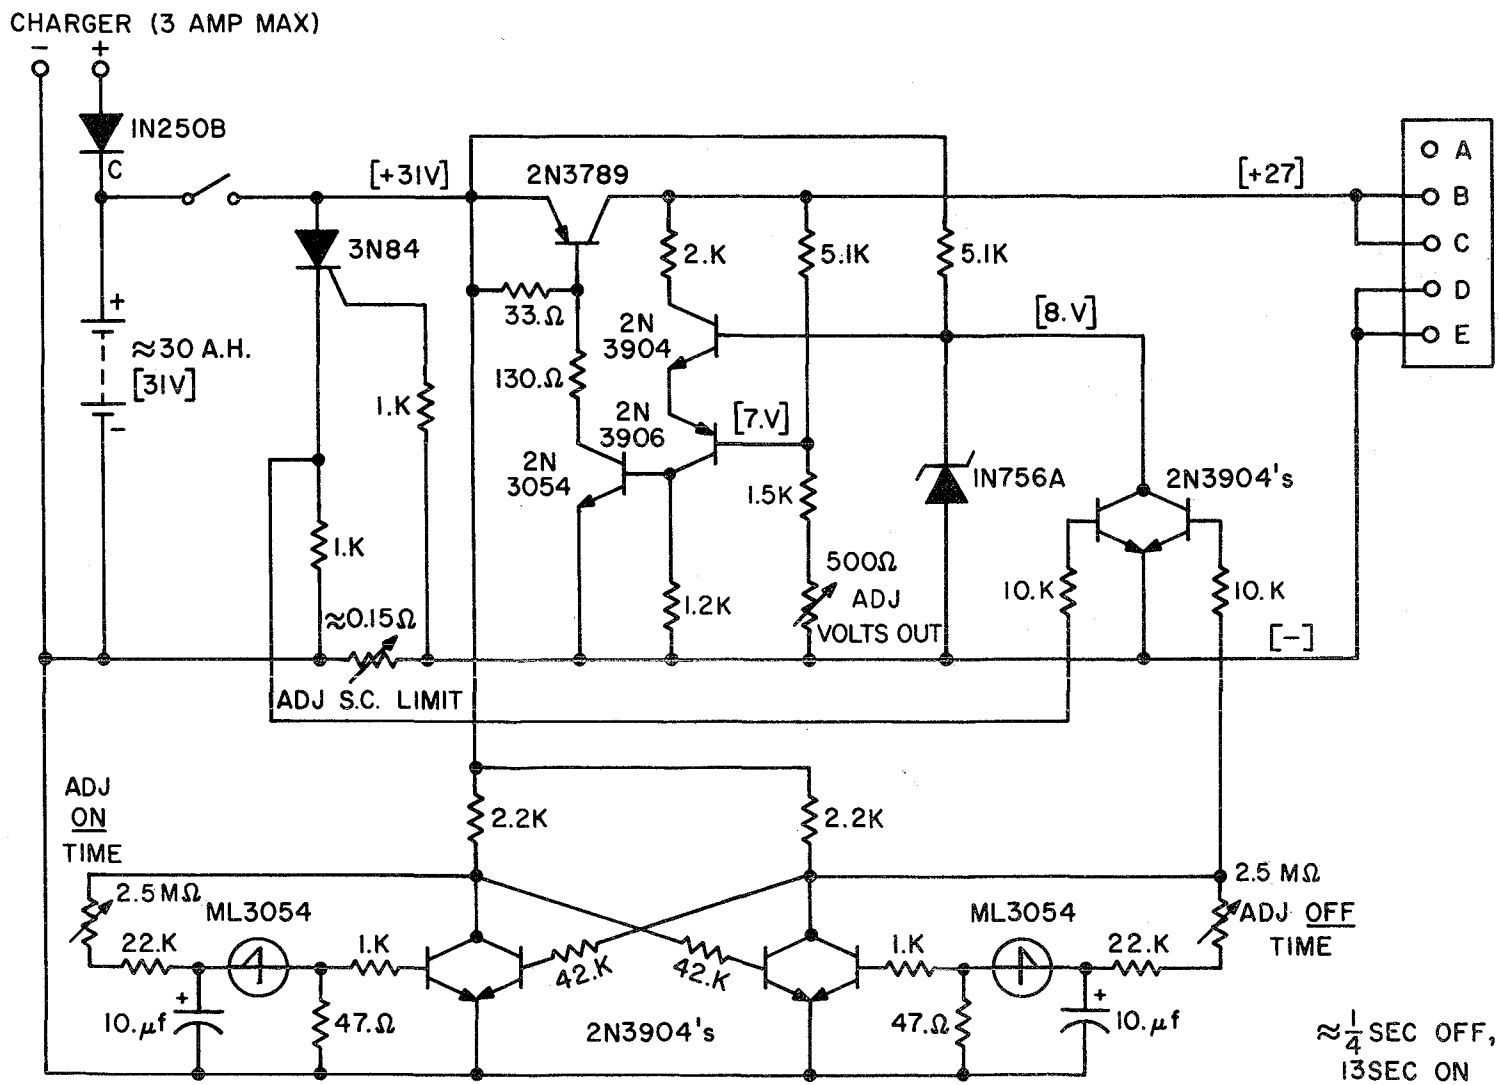 CHARGER (3 AMP MAX)
- +
IN250B
C
[+31V]
2N3789
[+27]
A
B
C
D
E
3N84
2.K
5.1K
5.1K
33.Ω
2N
3904
[8.V]
+
≈30 A.H.
[31V]
-
130.Ω
1.K
2N
3906
[7.V]
2N
3054
1.5K
IN756A
2N3904's
1.K
500Ω
ADJ
VOLTS OUT
10.K
10.K
≈0.15Ω
1.2K
[-]
ADJ S.C. LIMIT
ADJ
ON
TIME
2.2K
2.2K
2.5MΩ
2.5 MΩ
ML3054
ML3054
ADJ OFF
TIME
22.K
1.K
42.K
42.K
1.K
22.K
+
10.μf
47.Ω
2N3904's
47.Ω
+
10.μf
≈1/4 SEC OFF,
13SEC ON